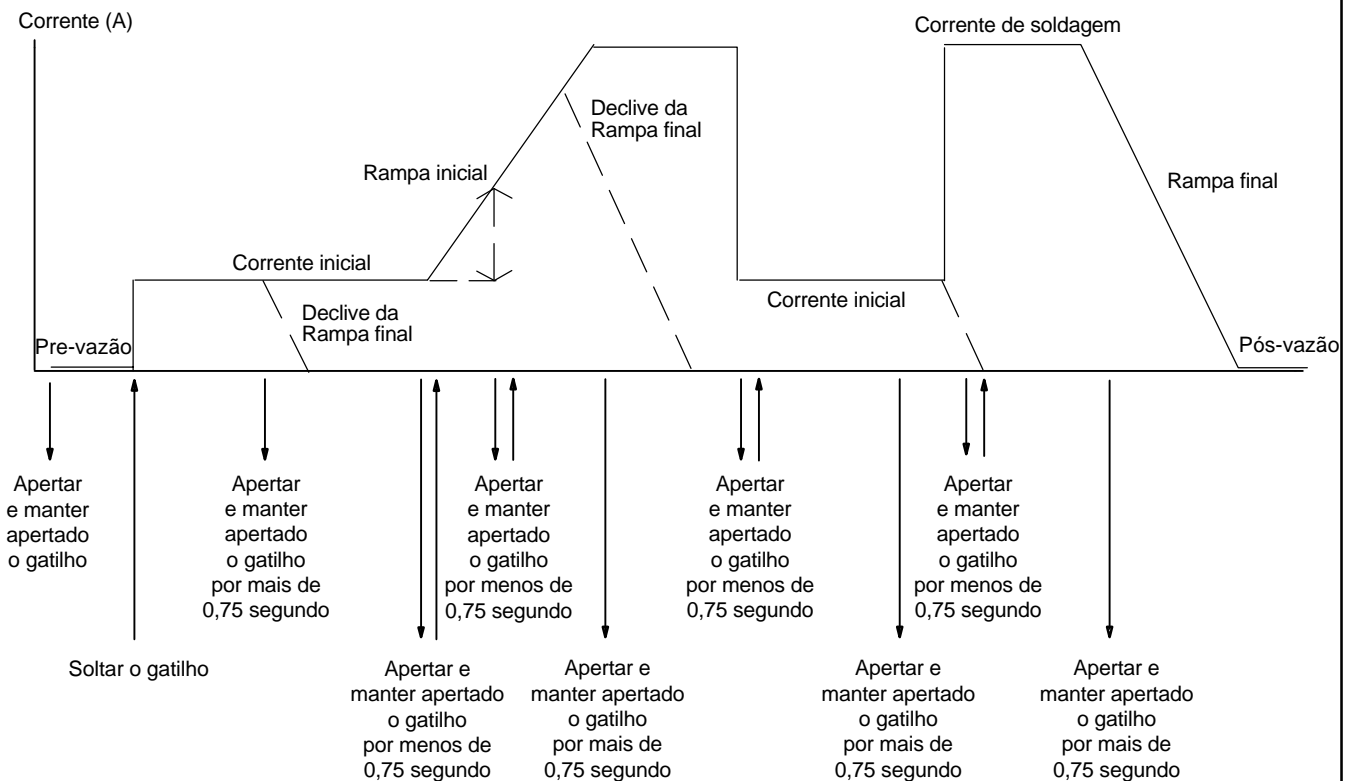 Corrente (A)
Corrente de soldagem
Declive da
Rampa final
Rampa inicial
Rampa final
Corrente inicial
Corrente inicial
Declive da
Rampa final
Pre-vazão
Pós-vazão
Apertar
e manter
apertado
o gatilho
Apertar
e manter
apertado
o gatilho
por mais de
0,75 segundo
Apertar
e manter
apertado
o gatilho
por menos de
0,75 segundo
Apertar
e manter
apertado
o gatilho
por menos de
0,75 segundo
Apertar
e manter
apertado
o gatilho
por menos de
0,75 segundo
Soltar o gatilho
Apertar e
manter apertado
o gatilho
por menos de
0,75 segundo
Apertar e
manter apertado
o gatilho
por mais de
0,75 segundo
Apertar e
manter apertado
o gatilho
por mais de
0,75 segundo
Apertar e
manter apertado
o gatilho
por mais de
0,75 segundo